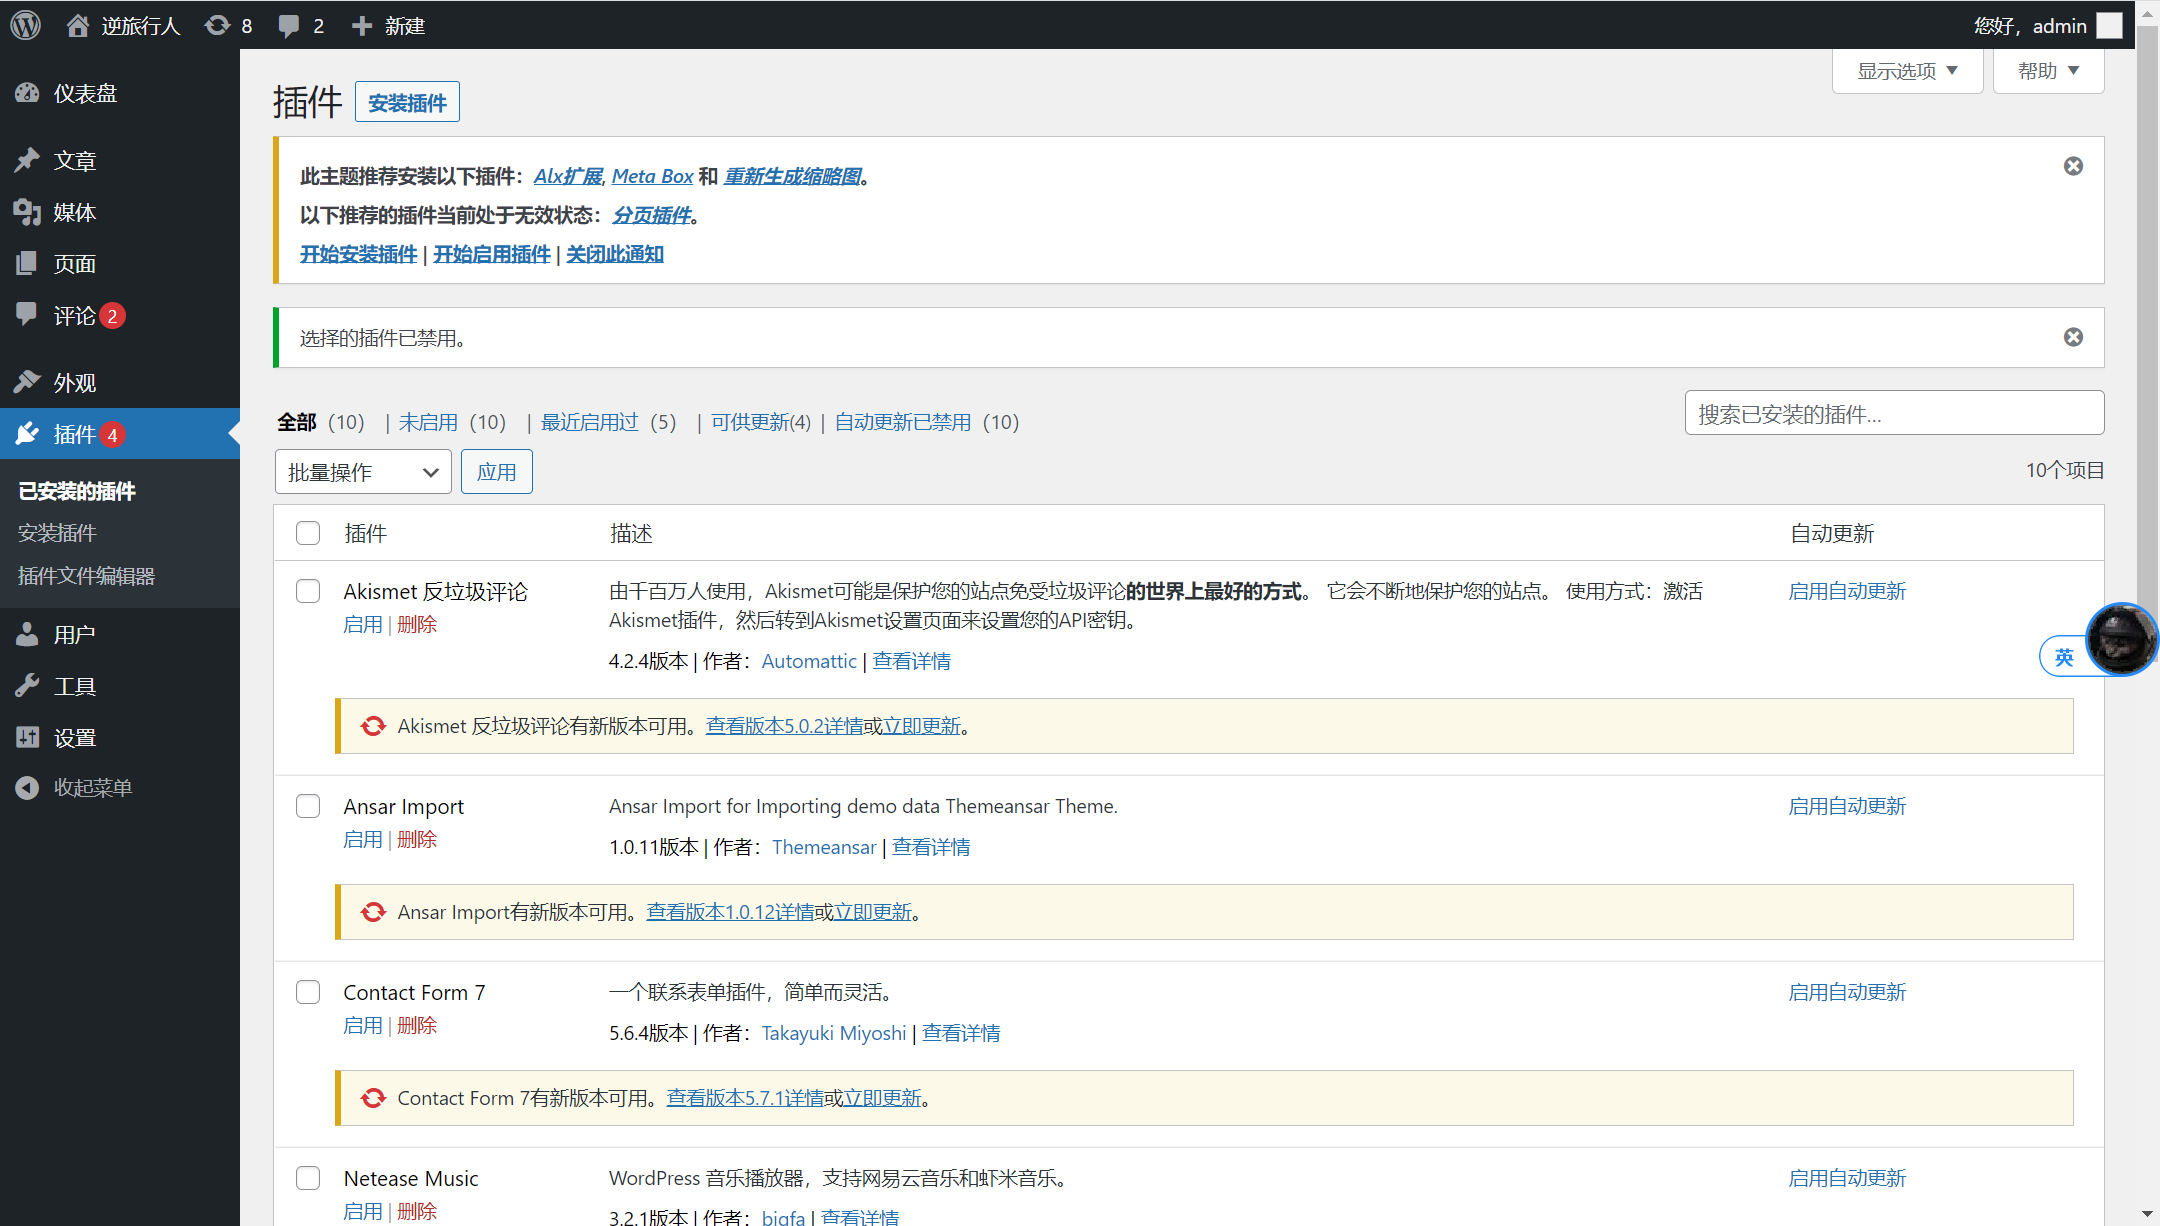 逆旅行人 8 2 新建 您好，admin
仪表盘
文章
媒体
页面
评论 2
外观
插件 4
已安装的插件
安装插件
插件文件编辑器
用户
工具
设置
收起菜单
显示选项 帮助
插件 安装插件
此主题推荐安装以下插件：Alx扩展, Meta Box 和 重新生成缩略图。
以下推荐的插件当前处于无效状态：分页插件。
开始安装插件 | 开始启用插件 | 关闭此通知
选择的插件已禁用。
全部（10） | 未启用（10） | 最近启用过（5） | 可供更新(4) | 自动更新已禁用（10）
搜索已安装的插件...
批量操作 应用
10个项目
插件 描述 自动更新
Akismet 反垃圾评论
启用 | 删除
由千百万人使用，Akismet可能是保护您的站点免受垃圾评论的世界上最好的方式。 它会不断地保护您的站点。 使用方式：激活
Akismet插件，然后转到Akismet设置页面来设置您的API密钥。
4.2.4版本 | 作者：Automattic | 查看详情
启用自动更新
英
Akismet 反垃圾评论有新版本可用。查看版本5.0.2详情或立即更新。
Ansar Import
启用 | 删除
Ansar Import for Importing demo data Themeansar Theme.
1.0.11版本 | 作者：Themeansar | 查看详情
启用自动更新
Ansar Import有新版本可用。查看版本1.0.12详情或立即更新。
Contact Form 7
启用 | 删除
一个联系表单插件，简单而灵活。
5.6.4版本 | 作者：Takayuki Miyoshi | 查看详情
启用自动更新
Contact Form 7有新版本可用。查看版本5.7.1详情或立即更新。
Netease Music
启用 | 删除
WordPress 音乐播放器，支持网易云音乐和虾米音乐。
3.2.1版本 | 作者：bigfa | 查看详情
启用自动更新